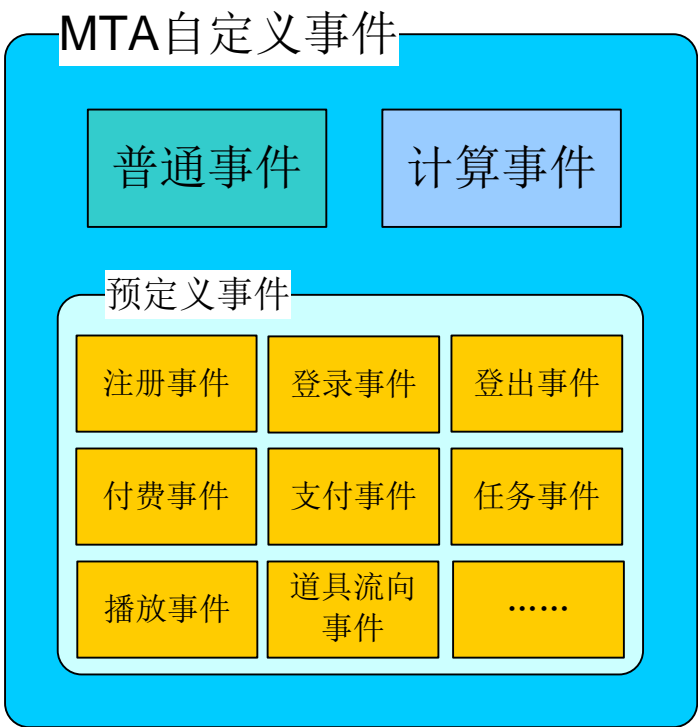 MTA自定义事件
普通事件
计算事件
预定义事件
注册事件
登录事件
登出事件
付费事件
支付事件
任务事件
播放事件
道具流向
事件
……